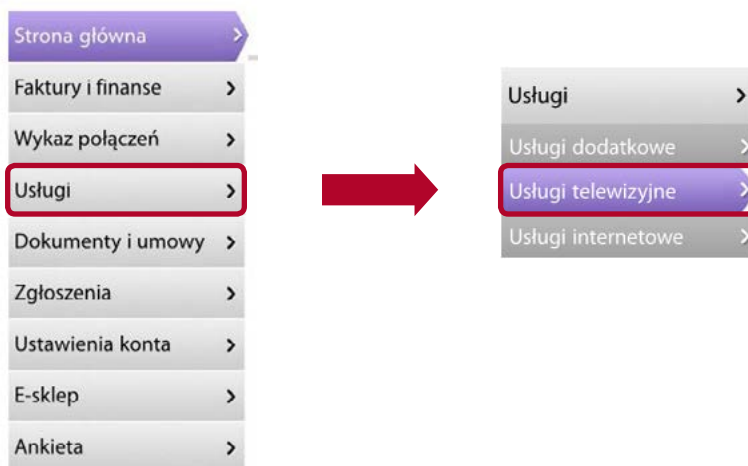 Strona główna
Faktury i finanse
Wykaz połączeń
Usługi
Dokumenty i umowy
Zgłoszenia
Ustawienia konta
E-sklep
Ankieta
Usługi
Usługi dodatkowe
Usługi telewizyjne
Usługi internetowe